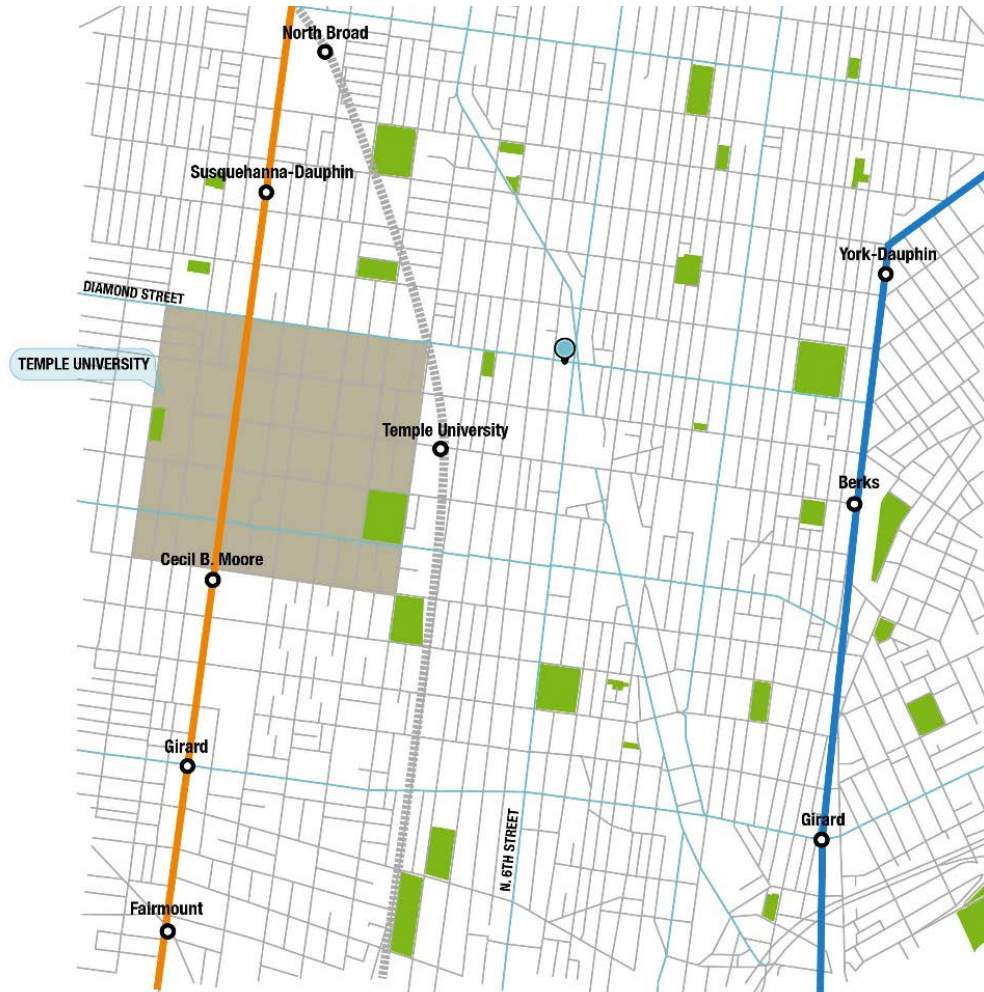 North Broad
Susquehanna-Dauphin
York-Dauphin
DIAMOND STREET
TEMPLE UNIVERSITY
Temple University
Berks
Cecil B. Moore
Girard
Girard
N. 6TH STREET
Fairmount